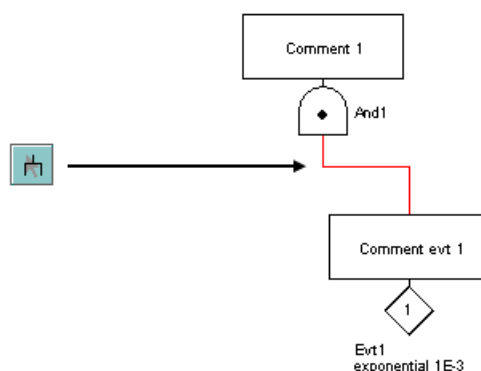 Comment 1
And1
Comment evt 1
1
Evt1
exponential 1E-3